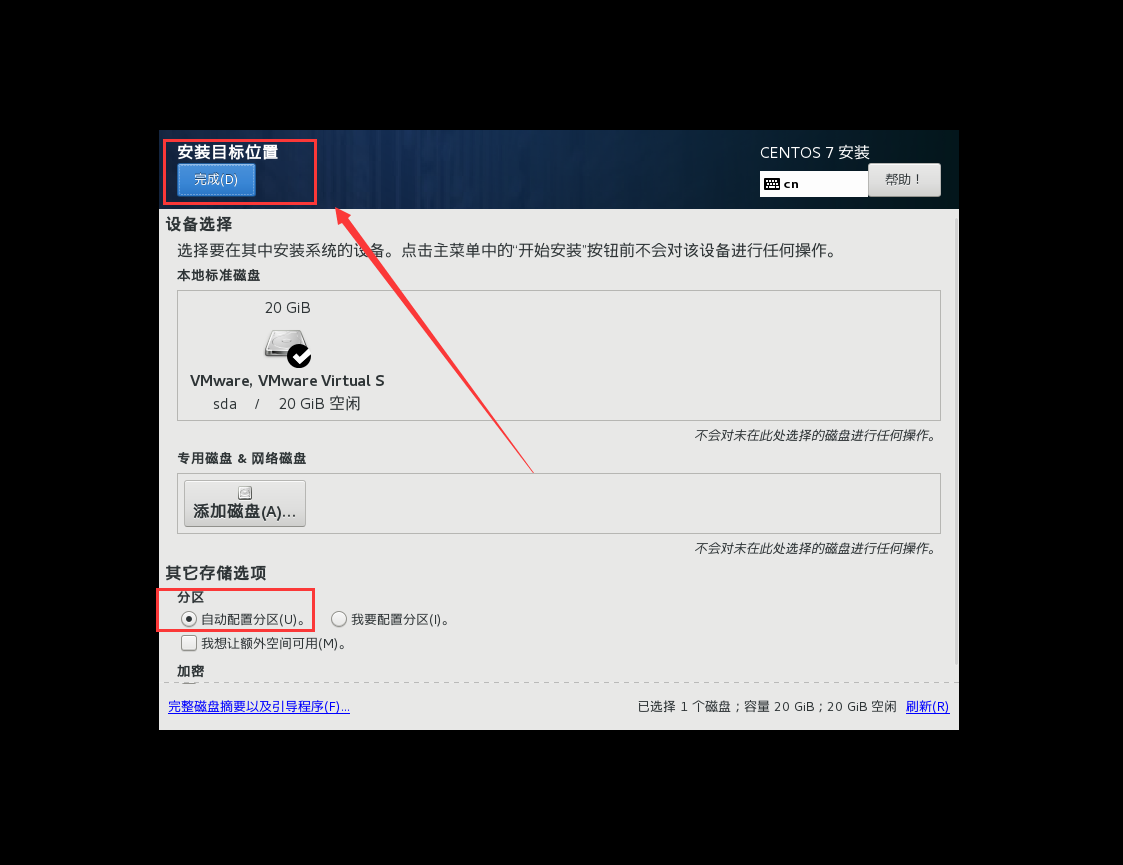 安装目标位置
完成(D)
CENTOS 7 安装
cn
帮助！
设备选择
选择要在其中安装系统的设备。点击主菜单中的“开始安装”按钮前不会对该设备进行任何操作。
本地标准磁盘
20 GiB
VMware, VMware Virtual S
sda / 20 GiB 空闲
不会对未在此处选择的磁盘进行任何操作。
专用磁盘 & 网络磁盘
添加磁盘(A)...
不会对未在此处选择的磁盘进行任何操作。
其它存储选项
分区
自动配置分区(U)。 我要配置分区(I)。
我想让额外空间可用(M)。
加密
完整磁盘摘要以及引导程序(F)... 已选择 1 个磁盘；容量 20 GiB；20 GiB 空闲 刷新(R)